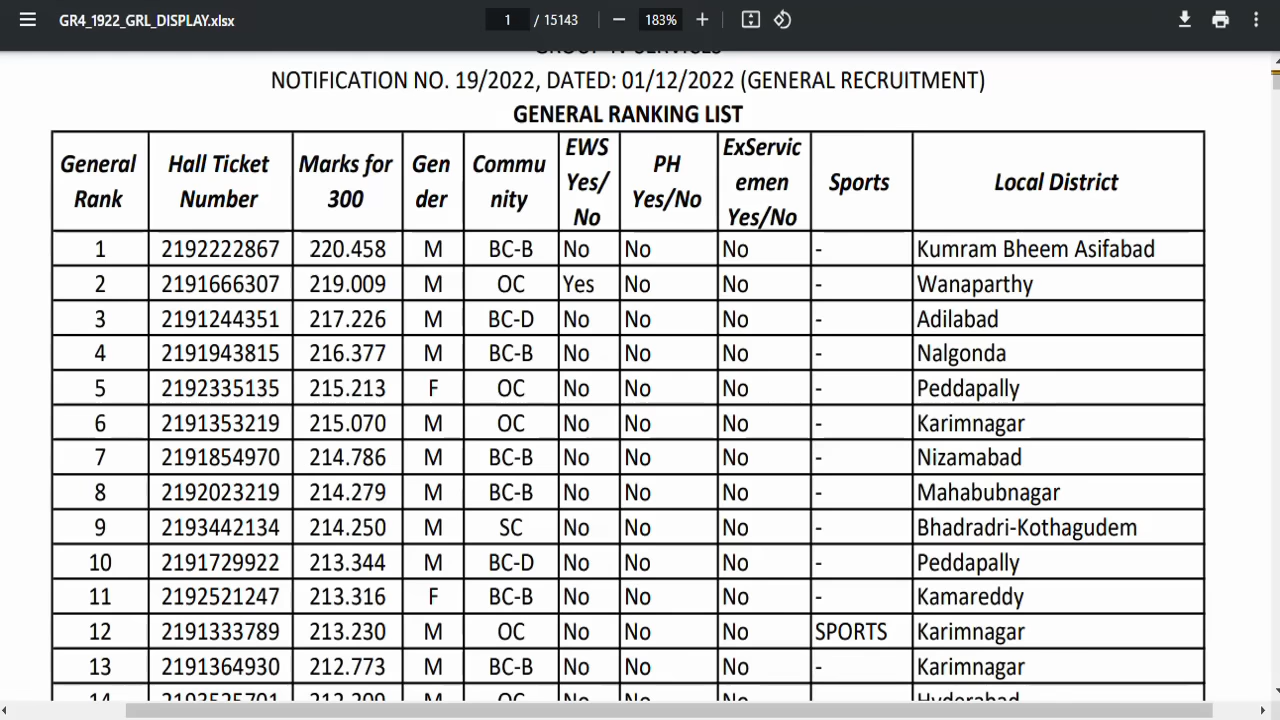 GR4_1922_GRL_DISPLAY.xlsx 1 / 15143 183%
NOTIFICATION NO. 19/2022, DATED: 01/12/2022 (GENERAL RECRUITMENT)
GENERAL RANKING LIST
General Rank Hall Ticket Number Marks for 300 Gen der Commu nity EWS Yes/ No PH Yes/No ExServic emen Yes/No Sports Local District
1 2192222867 220.458 M BC-B No No No - Kumram Bheem Asifabad
2 2191666307 219.009 M OC Yes No No - Wanaparthy
3 2191244351 217.226 M BC-D No No No - Adilabad
4 2191943815 216.377 M BC-B No No No - Nalgonda
5 2192335135 215.213 F OC No No No - Peddapally
6 2191353219 215.070 M OC No No No - Karimnagar
7 2191854970 214.786 M BC-B No No No - Nizamabad
8 2192023219 214.279 M BC-B No No No - Mahabubnagar
9 2193442134 214.250 M SC No No No - Bhadradri-Kothagudem
10 2191729922 213.344 M BC-D No No No - Peddapally
11 2192521247 213.316 F BC-B No No No - Kamareddy
12 2191333789 213.230 M OC No No No SPORTS Karimnagar
13 2191364930 212.773 M BC-B No No No - Karimnagar